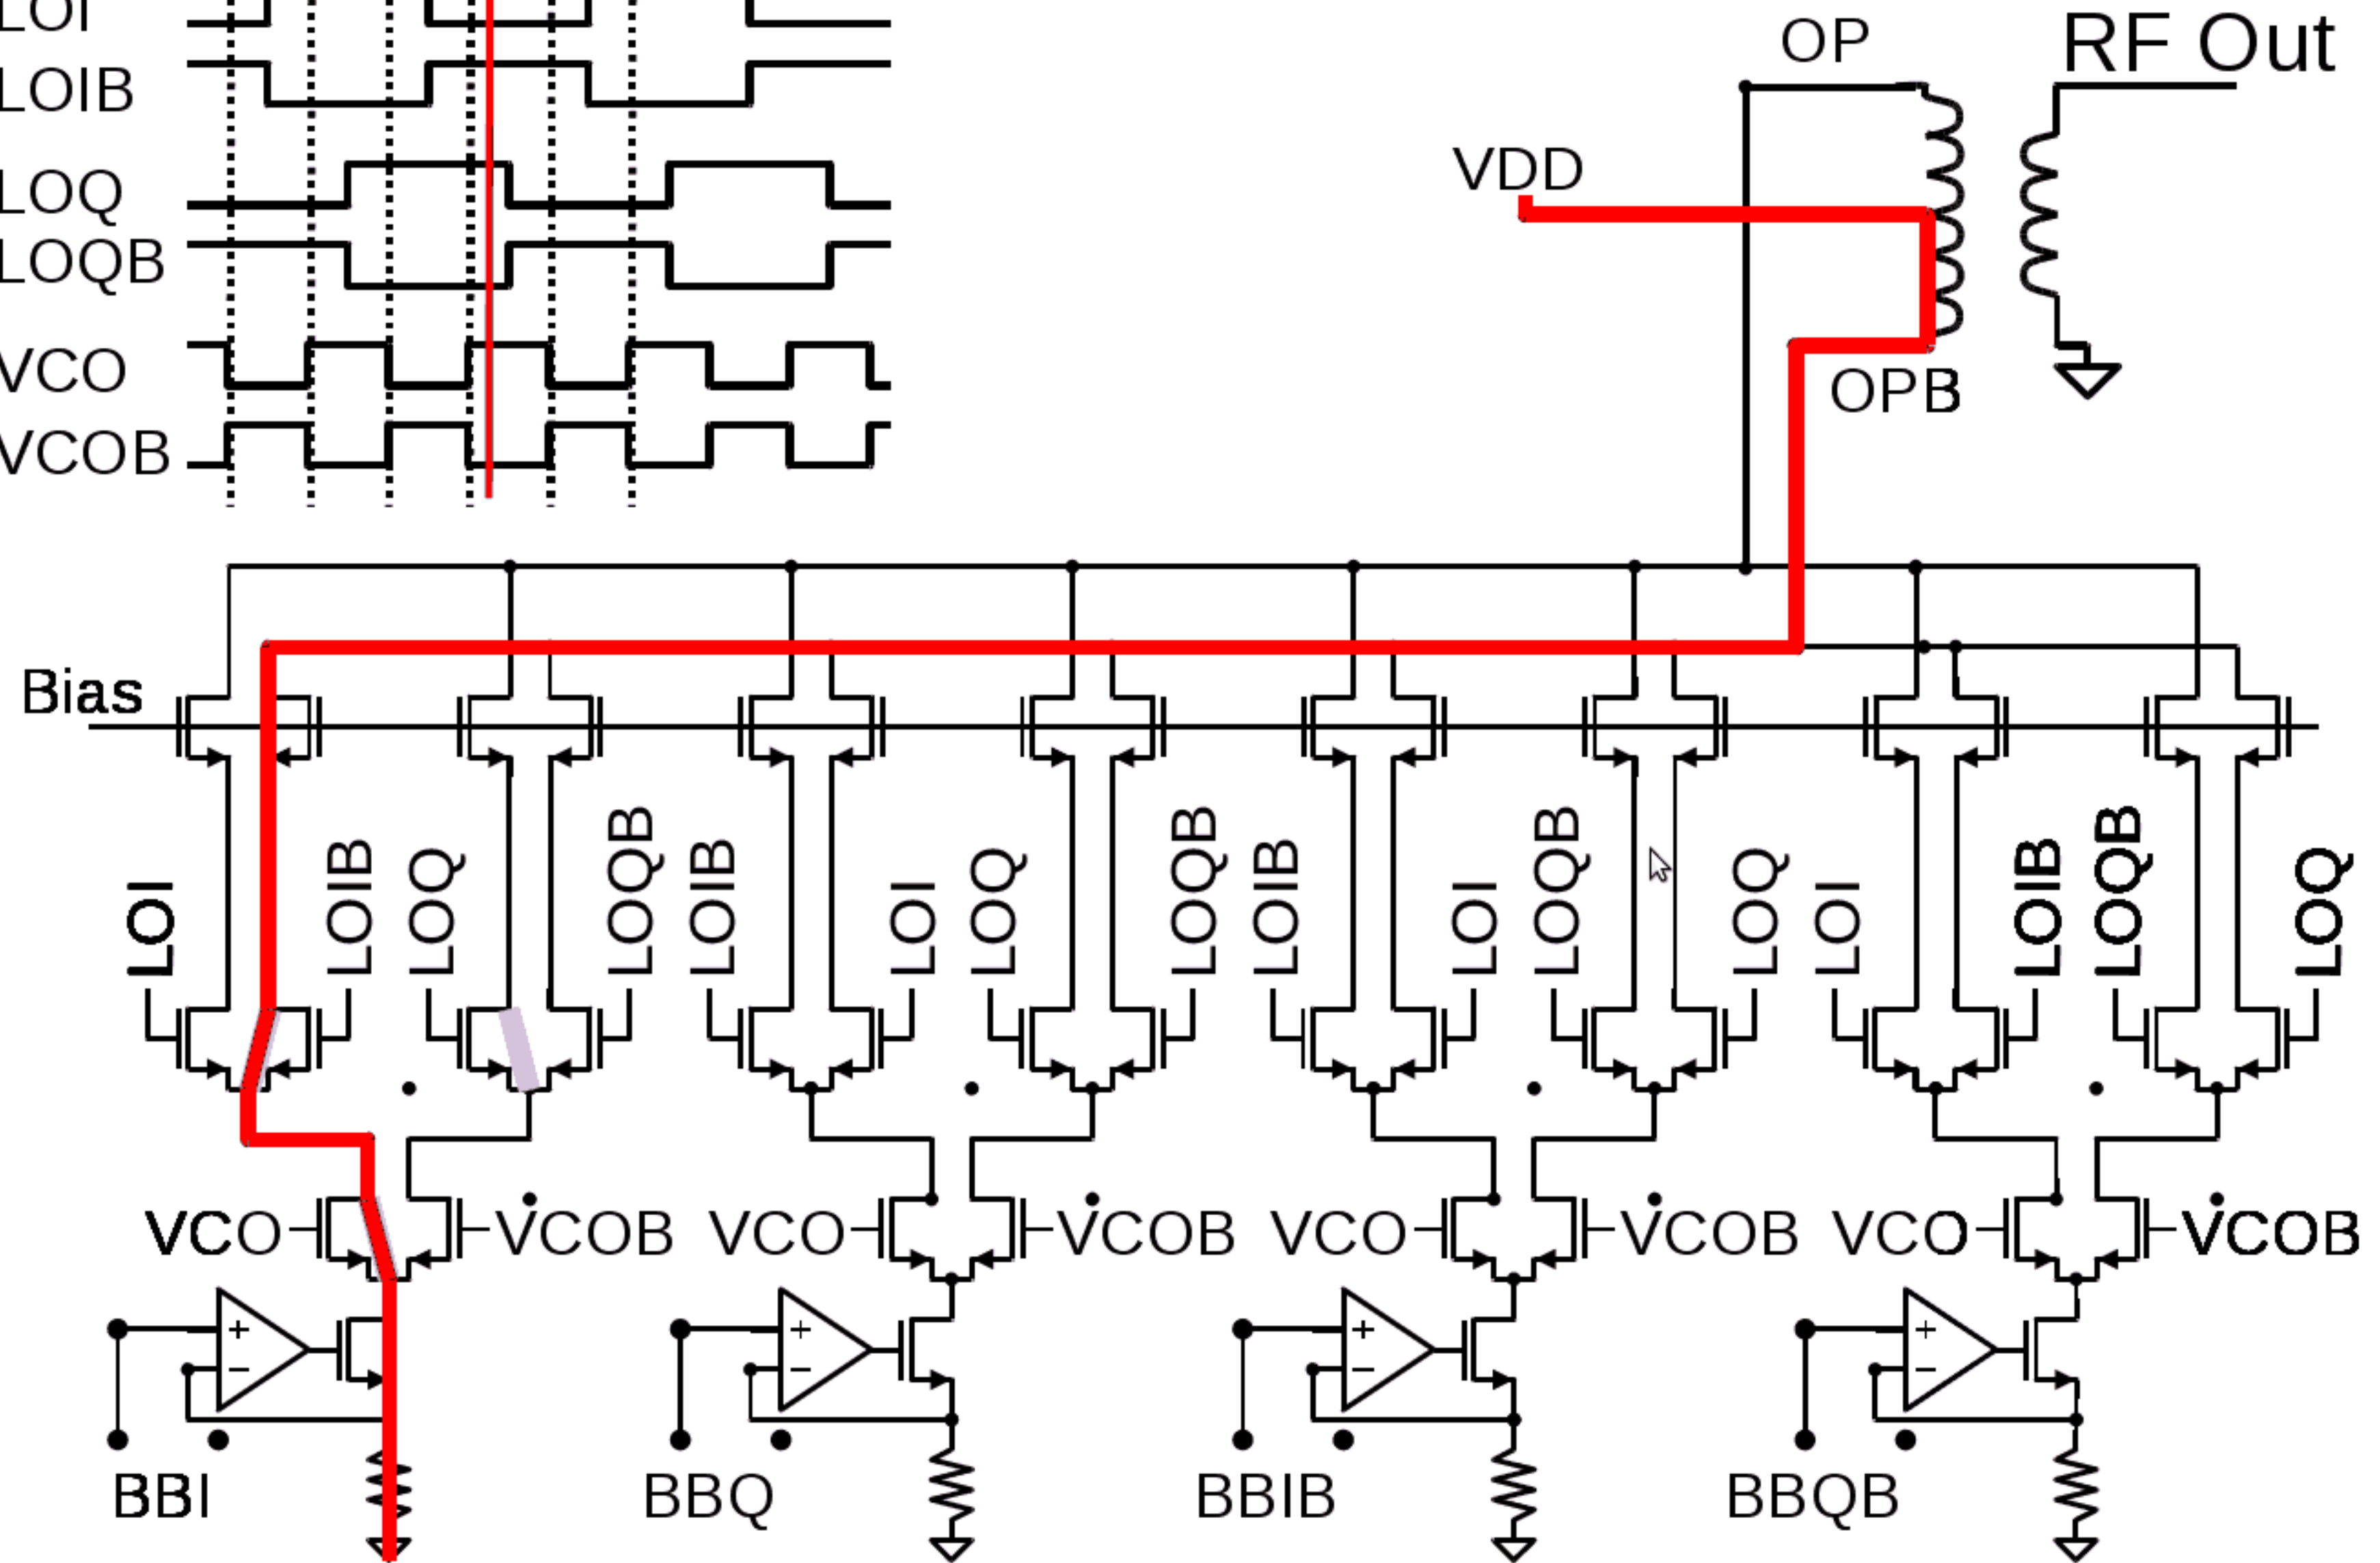 LOI
LOIB
LOQ
LOQB
VCO
VCOB
OP
RF Out
VDD
OPB
Bias
LOI
LOIB
LOQ
LOQB
LOIB
LOI
LOQ
LOQB
LOIB
LOI
LOQB
LOQ
LOI
LOIB
LOQB
LOQ
VCO
VCOB
VCO
VCOB
VCO
VCOB
VCO
VCOB
+
−
+
−
+
−
+
−
BBI
BBQ
BBIB
BBQB